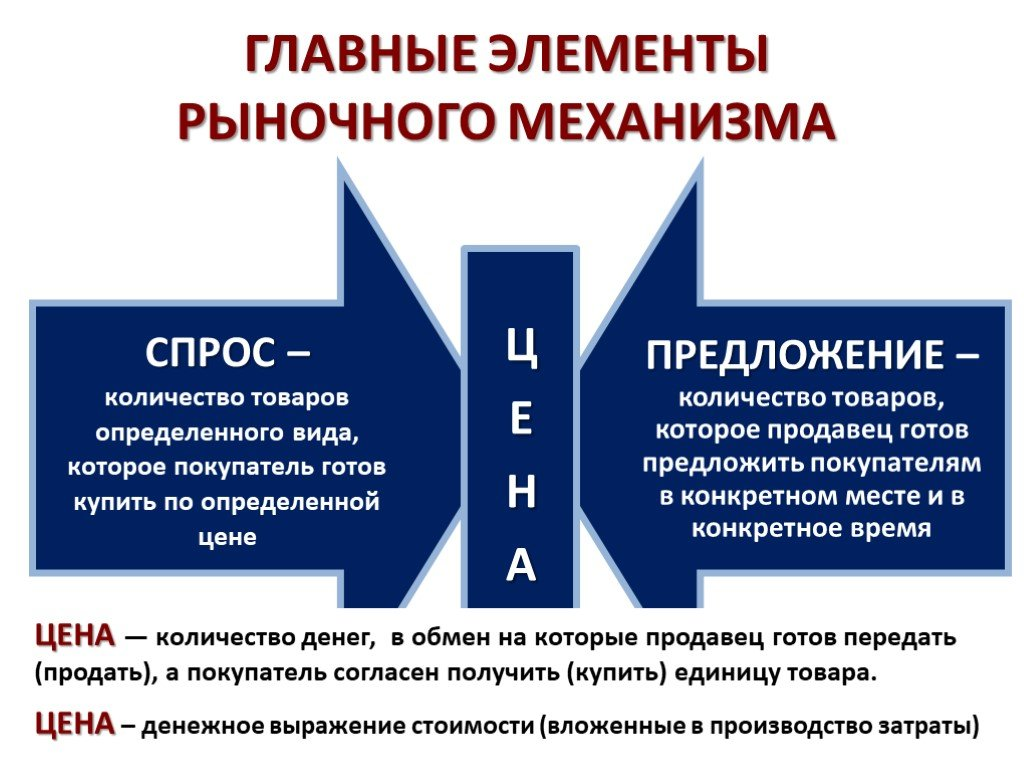 ГЛАВНЫЕ ЭЛЕМЕНТЫ
РЫНОЧНОГО МЕХАНИЗМА
СПРОС –
количество товаров
определенного вида,
которое покупатель готов
купить по определенной
цене
Ц
Е
Н
А
ПРЕДЛОЖЕНИЕ –
количество товаров,
которое продавец готов
предложить покупателям
в конкретном месте и в
конкретное время
ЦЕНА — количество денег, в обмен на которые продавец готов передать
(продать), а покупатель согласен получить (купить) единицу товара.
ЦЕНА – денежное выражение стоимости (вложенные в производство затраты)